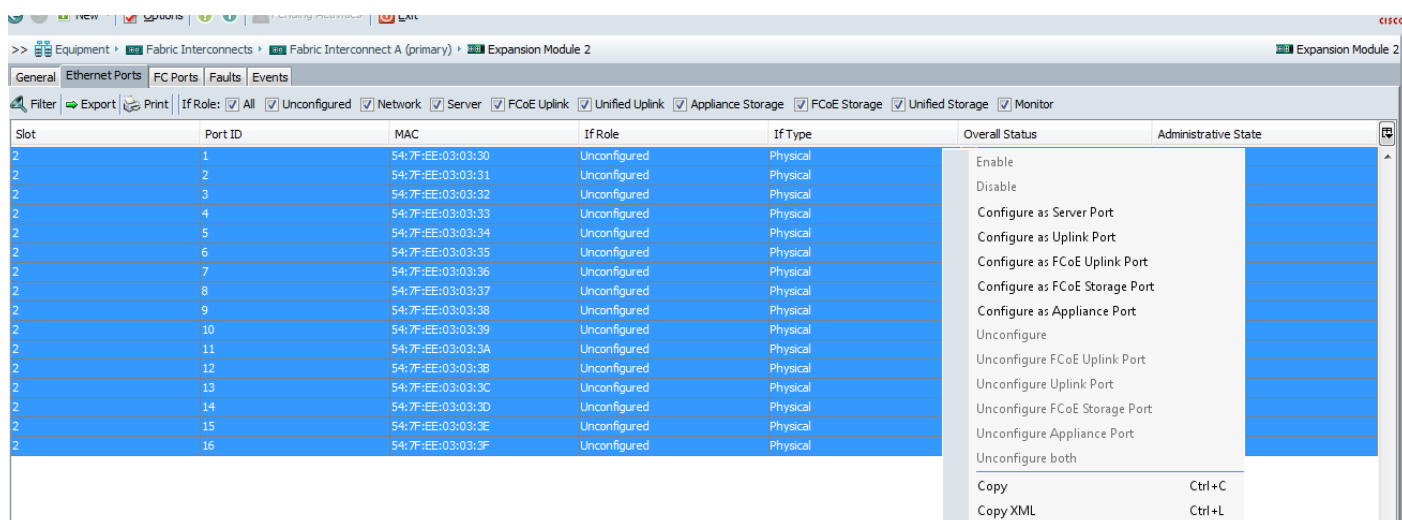 New Options Pending Activities Exit
cisco
>> Equipment Fabric Interconnects Fabric Interconnect A (primary) Expansion Module 2 Expansion Module 2
General Ethernet Ports FC Ports Faults Events
Filter Export Print If Role: All Unconfigured Network Server FCoE Uplink Unified Uplink Appliance Storage FCoE Storage Unified Storage Monitor
Slot Port ID MAC If Role If Type Overall Status Administrative State
2 1 54:7F:EE:03:03:30 Unconfigured Physical
2 2 54:7F:EE:03:03:31 Unconfigured Physical
2 3 54:7F:EE:03:03:32 Unconfigured Physical
2 4 54:7F:EE:03:03:33 Unconfigured Physical
2 5 54:7F:EE:03:03:34 Unconfigured Physical
2 6 54:7F:EE:03:03:35 Unconfigured Physical
2 7 54:7F:EE:03:03:36 Unconfigured Physical
2 8 54:7F:EE:03:03:37 Unconfigured Physical
2 9 54:7F:EE:03:03:38 Unconfigured Physical
2 10 54:7F:EE:03:03:39 Unconfigured Physical
2 11 54:7F:EE:03:03:3A Unconfigured Physical
2 12 54:7F:EE:03:03:3B Unconfigured Physical
2 13 54:7F:EE:03:03:3C Unconfigured Physical
2 14 54:7F:EE:03:03:3D Unconfigured Physical
2 15 54:7F:EE:03:03:3E Unconfigured Physical
2 16 54:7F:EE:03:03:3F Unconfigured Physical
Enable
Disable
Configure as Server Port
Configure as Uplink Port
Configure as FCoE Uplink Port
Configure as FCoE Storage Port
Configure as Appliance Port
Unconfigure
Unconfigure FCoE Uplink Port
Unconfigure Uplink Port
Unconfigure FCoE Storage Port
Unconfigure Appliance Port
Unconfigure both
Copy Ctrl+C
Copy XML Ctrl+L